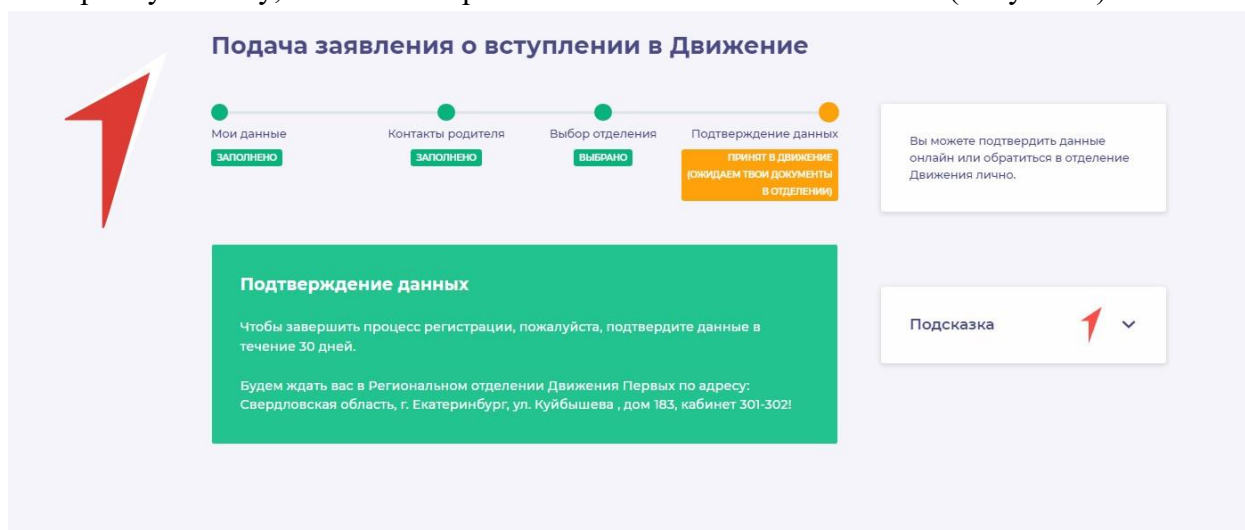 Подача заявления о вступлении в Движение
Мои данные
ЗАПОЛНЕНО
Контакты родителя
ЗАПОЛНЕНО
Выбор отделения
ВЫБРАНО
Подтверждение данных
ПРИНЯТ В ДВИЖЕНИЕ
(ОЖИДАЕМ ТВОИ ДОКУМЕНТЫ
В ОТДЕЛЕНИИ)
Вы можете подтвердить данные
онлайн или обратиться в отделение
Движения лично.
Подтверждение данных
Чтобы завершить процесс регистрации, пожалуйста, подтвердите данные в
течение 30 дней.
Будем ждать вас в Региональном отделении Движения Первых по адресу:
Свердловская область, г. Екатеринбург, ул. Куйбышева , дом 183, кабинет 301-302!
Подсказка